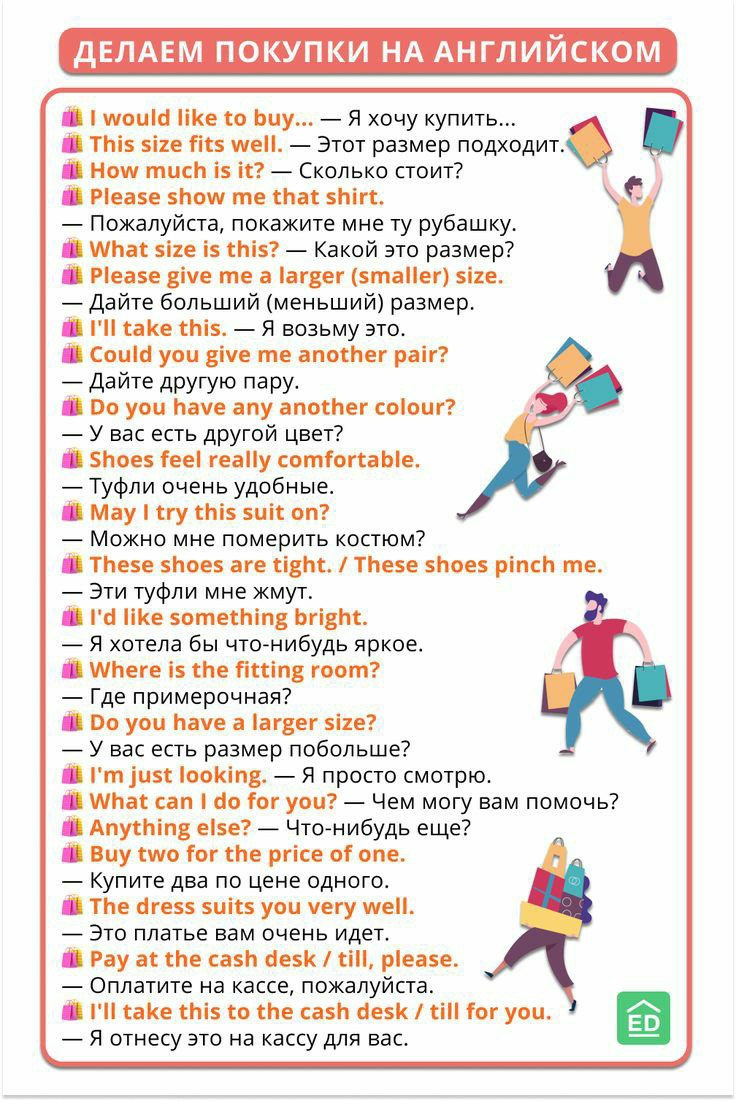 ДЕЛАЕМ ПОКУПКИ НА АНГЛИЙСКОМ
I would like to buy... — Я хочу купить...
This size fits well. — Этот размер подходит.
How much is it? — Сколько стоит?
Please show me that shirt.
— Пожалуйста, покажите мне ту рубашку.
What size is this? — Какой это размер?
Please give me a larger (smaller) size.
— Дайте больший (меньший) размер.
I'll take this. — Я возьму это.
Could you give me another pair?
— Дайте другую пару.
Do you have any another colour?
— У вас есть другой цвет?
Shoes feel really comfortable.
— Туфли очень удобные.
May I try this suit on?
— Можно мне померить костюм?
These shoes are tight. / These shoes pinch me.
— Эти туфли мне жмут.
I'd like something bright.
— Я хотела бы что-нибудь яркое.
Where is the fitting room?
— Где примерочная?
Do you have a larger size?
— У вас есть размер побольше?
I'm just looking. — Я просто смотрю.
What can I do for you? — Чем могу вам помочь?
Anything else? — Что-нибудь еще?
Buy two for the price of one.
— Купите два по цене одного.
The dress suits you very well.
— Это платье вам очень идет.
Pay at the cash desk / till, please.
— Оплатите на кассе, пожалуйста.
I'll take this to the cash desk / till for you.
— Я отнесу это на кассу для вас.
ED